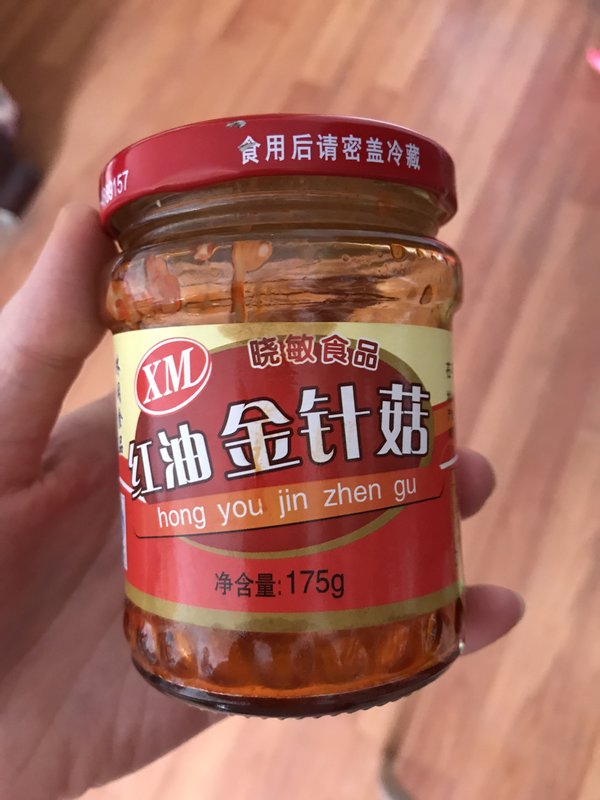 食用后请密盖冷藏
XM
晓敏食品
红油 金针菇
hong you jin zhen gu
净含量:175g